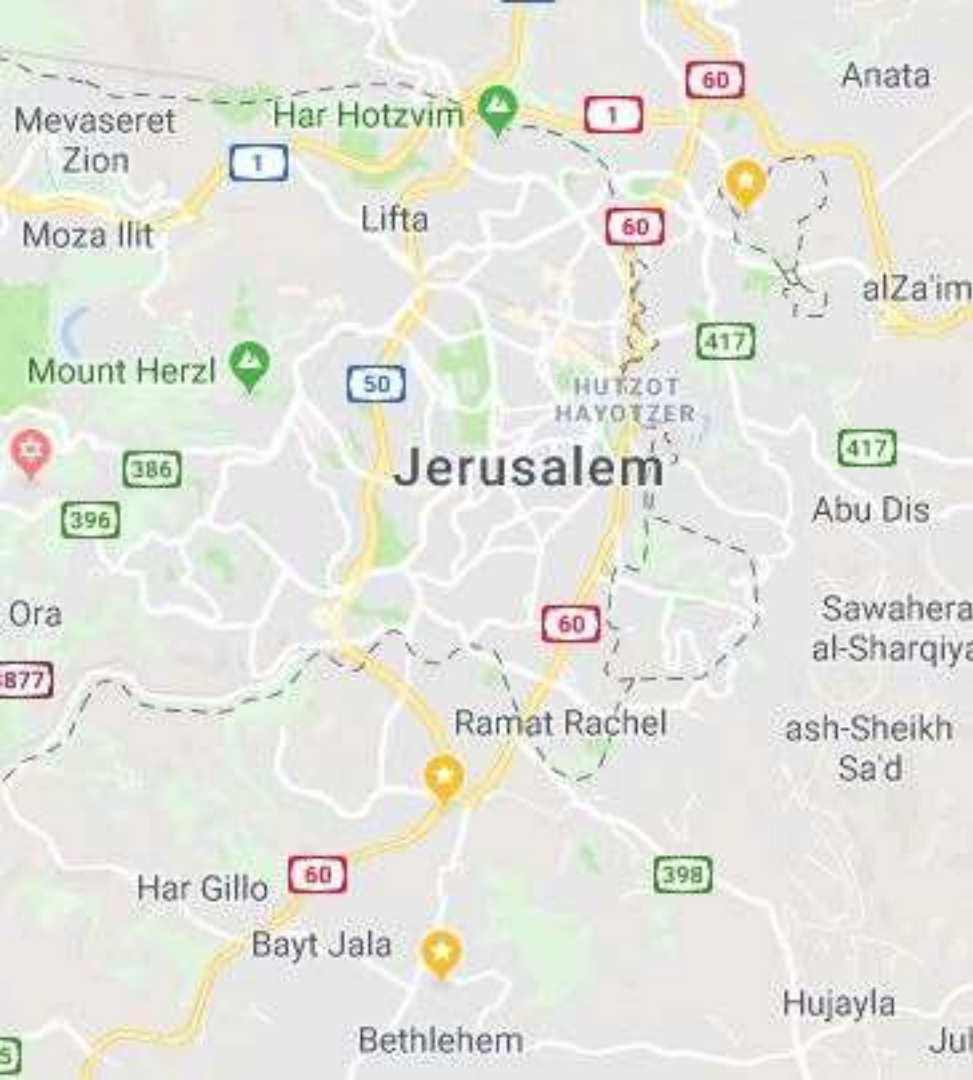 60
Anata
Har Hotzvim
1
Mevaseret
Zion
1
Lifta
60
Moza Ilit
alZa'im
417
Mount Herzl
50
HUTZOT
HAYOTZER
417
Jerusalem
386
396
Abu Dis
Ora
60
Sawahera
al-Sharqiya
3877
Ramat Rachel
ash-Sheikh
Sa'd
60
398
Har Gillo
Bayt Jala
Hujayla
Bethlehem